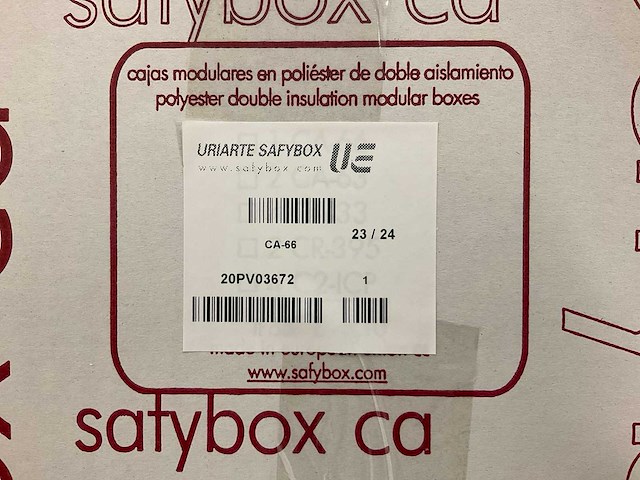 safybox ca
cajas modulares en poliéster de doble aislamiento
polyester double insulation modular boxes
URIARTE SAFYBOX UE
www.safybox.com
23 / 24
CA-66
20PV03672 1
www.safybox.com
safybox ca